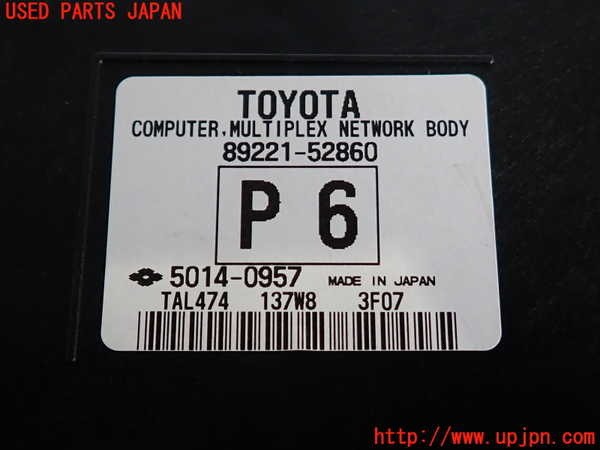 USED PARTS JAPAN
TOYOTA
COMPUTER,MULTIPLEX NETWORK BODY
89221-52860
P 6
5014-0957 MADE IN JAPAN
TAL474 137W8 3F07
http://www.upjpn.com/